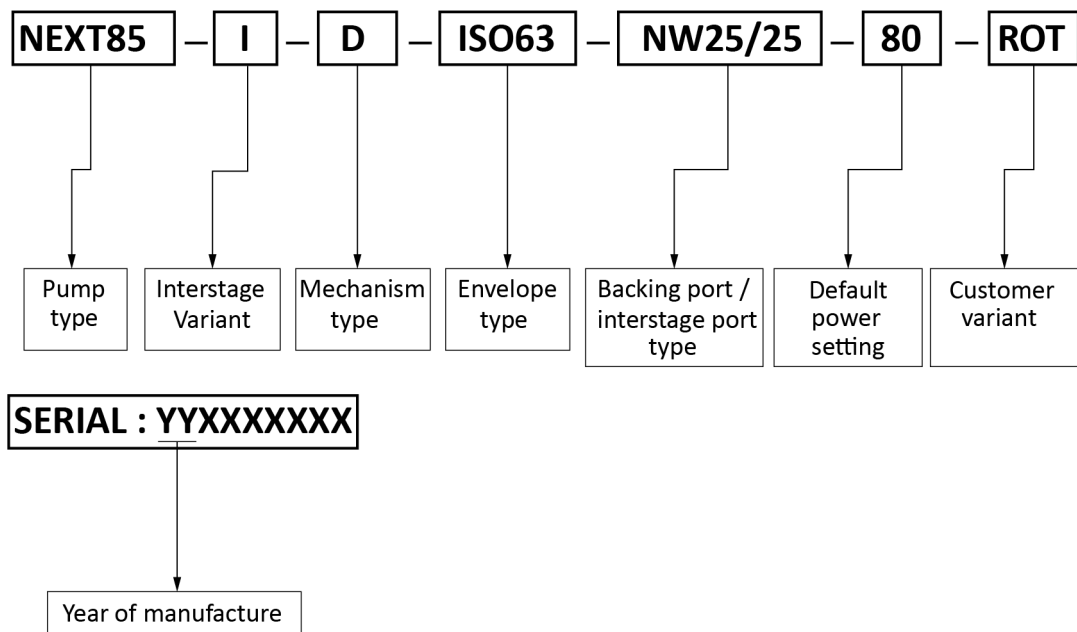 NEXT85 – I – D – ISO63 – NW25/25 – 80 – ROT
Pump
type
Interstage
Variant
Mechanism
type
Envelope
type
Backing port /
interstage port
type
Default
power
setting
Customer
variant
SERIAL : YYXXXXXXX
Year of manufacture